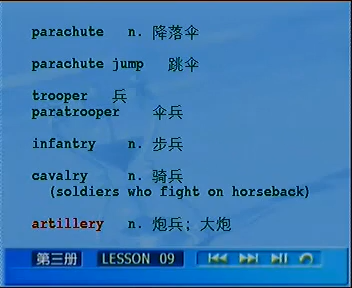 parachute n. 降落伞
parachute jump 跳伞
trooper 兵
paratrooper 伞兵
infantry n. 步兵
cavalry n. 骑兵
(soldiers who fight on horseback)
artillery n. 炮兵; 大炮
第三册 LESSON 09